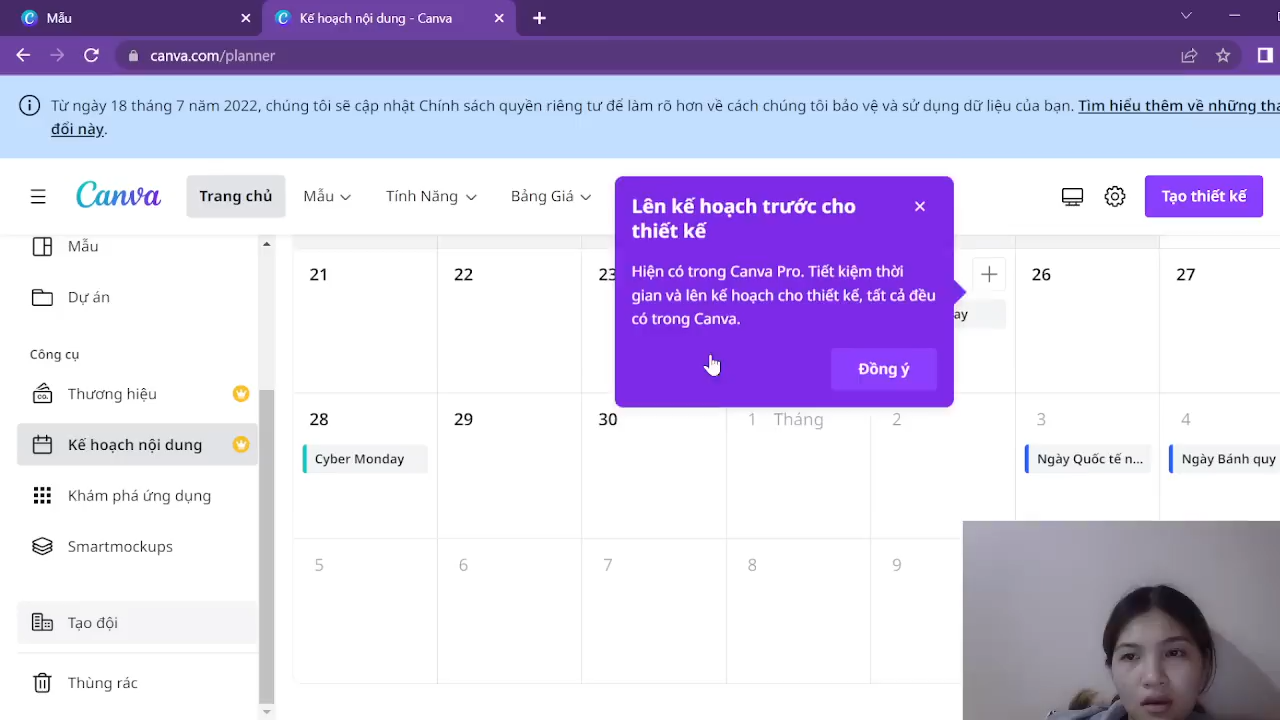 Mẫu
Kế hoạch nội dung - Canva
canva.com/planner
Từ ngày 18 tháng 7 năm 2022, chúng tôi sẽ cập nhật Chính sách quyền riêng tư để làm rõ hơn về cách chúng tôi bảo vệ và sử dụng dữ liệu của bạn. Tìm hiểu thêm về những
đổi này.
Canva
Trang chủ
Mẫu
Tính Năng
Bảng Giá
Tạo thiết kế
Lên kế hoạch trước cho
thiết kế
Hiện có trong Canva Pro. Tiết kiệm thời
gian và lên kế hoạch cho thiết kế, tất cả đều
có trong Canva.
Đồng ý
Mẫu
Dự án
Công cụ
Thương hiệu
CO.
Kế hoạch nội dung
Khám phá ứng dụng
Smartmockups
Tạo đội
Thùng rác
21
22
23
26
27
ay
28
29
30
1 Tháng
2
3
4
Cyber Monday
Ngày Quốc tế n...
Ngày Bánh quy
5
6
7
8
9